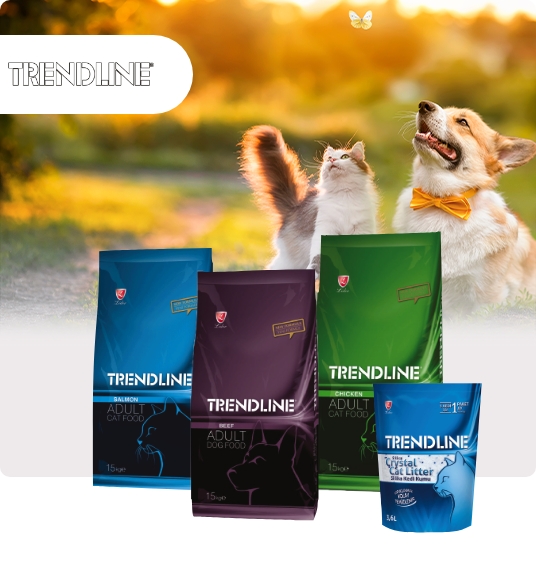 TRENDLINE®
TRENDLINE
SALMON
ADULT
CAT FOOD
15kg℮
TRENDLINE
BEEF
ADULT
DOG FOOD
15kg℮
TRENDLINE
CHICKEN
ADULT
CAT FOOD
15kg℮
TRENDLINE
Silica
Crystal
Cat Litter
Silika Kedi Kumu
3,6L